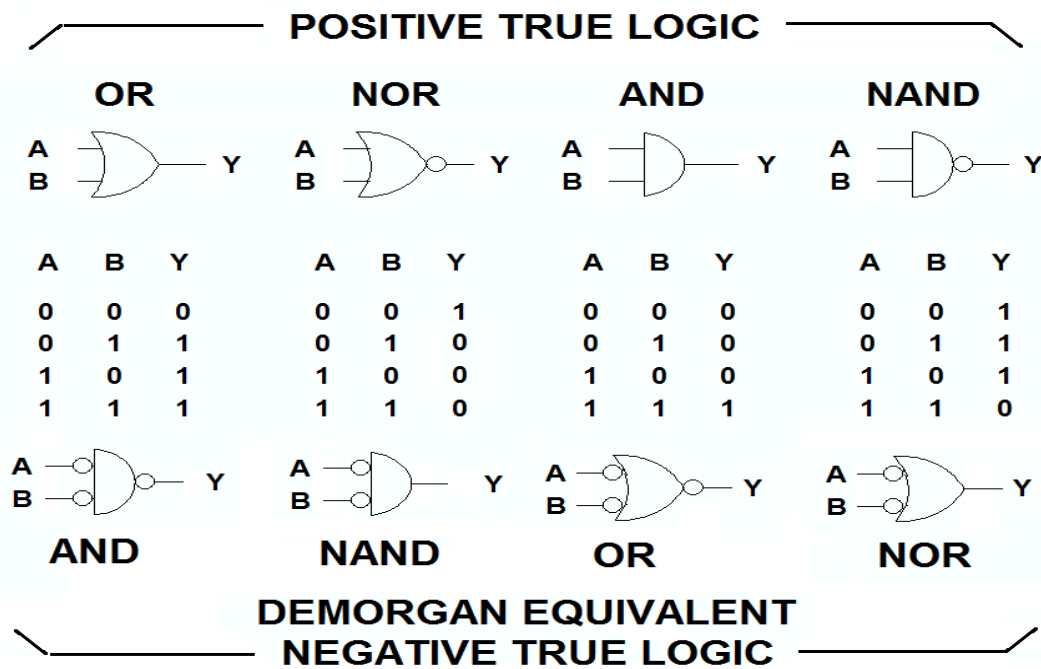 POSITIVE TRUE LOGIC
OR NOR AND NAND
A A A A
Y Y Y Y
B B B B
A B Y A B Y A B Y A B Y
0 0 0 0 0 1 0 0 0 0 0 1
0 1 1 0 1 0 0 1 0 0 1 1
1 0 1 1 0 0 1 0 0 1 0 1
1 1 1 1 1 0 1 1 1 1 1 0
A A A A
Y Y Y Y
B B B B
AND NAND OR NOR
DEMORGAN EQUIVALENT
NEGATIVE TRUE LOGIC